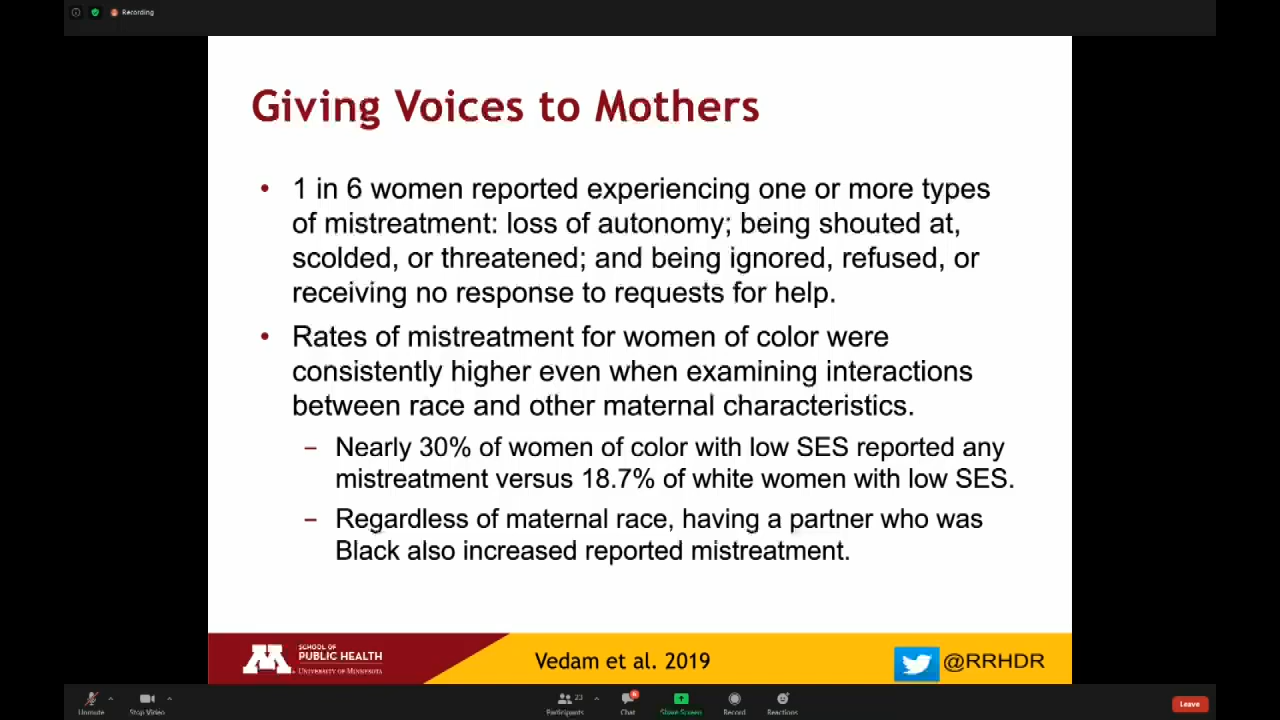 Recording
Giving Voices to Mothers
• 1 in 6 women reported experiencing one or more types
of mistreatment: loss of autonomy; being shouted at,
scolded, or threatened; and being ignored, refused, or
receiving no response to requests for help.
• Rates of mistreatment for women of color were
consistently higher even when examining interactions
between race and other maternal characteristics.
– Nearly 30% of women of color with low SES reported any
mistreatment versus 18.7% of white women with low SES.
– Regardless of maternal race, having a partner who was
Black also increased reported mistreatment.
M
SCHOOL OF
PUBLIC HEALTH
UNIVERSITY OF MINNESOTA
Vedam et al. 2019
@RRHDR
Unmute
Stop Video
Participants
Chat
Share Screen
Record
Reactions
Leave